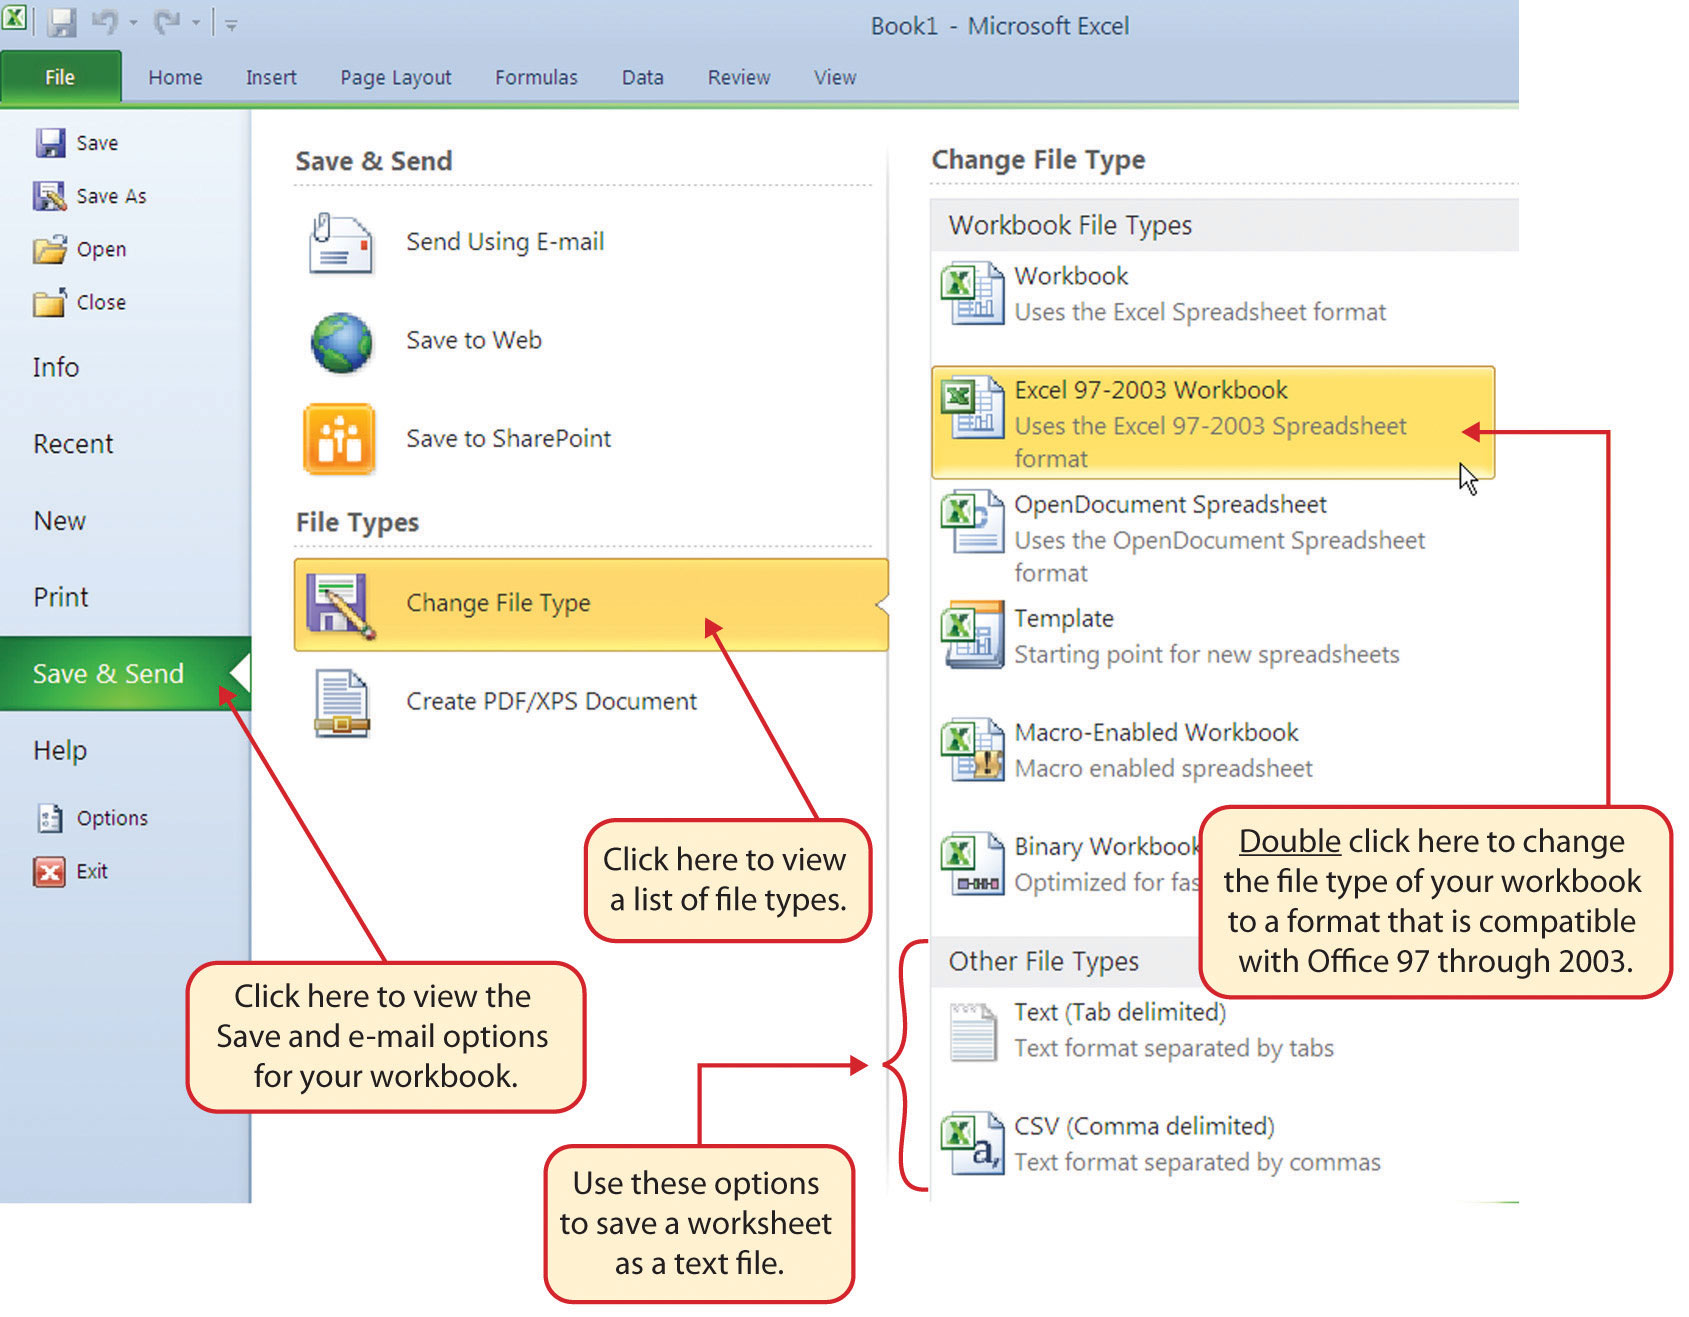 Book1 - Microsoft Excel
File
Home
Insert
Page Layout
Formulas
Data
Review
View
Save
Save As
Open
Close
Info
Recent
New
Print
Save & Send
Help
Options
Exit
Save & Send
Send Using E-mail
Save to Web
Save to SharePoint
File Types
Change File Type
Create PDF/XPS Document
Change File Type
Workbook File Types
Workbook
Uses the Excel Spreadsheet format
Excel 97-2003 Workbook
Uses the Excel 97-2003 Spreadsheet
format
OpenDocument Spreadsheet
Uses the OpenDocument Spreadsheet
format
Template
Starting point for new spreadsheets
Macro-Enabled Workbook
Macro enabled spreadsheet
Binary Workbook
Optimized for fas
Other File Types
Text (Tab delimited)
Text format separated by tabs
CSV (Comma delimited)
Text format separated by commas
Click here to view
a list of file types.
Double click here to change
the file type of your workbook
to a format that is compatible
with Office 97 through 2003.
Click here to view the
Save and e-mail options
for your workbook.
Use these options
to save a worksheet
as a text file.